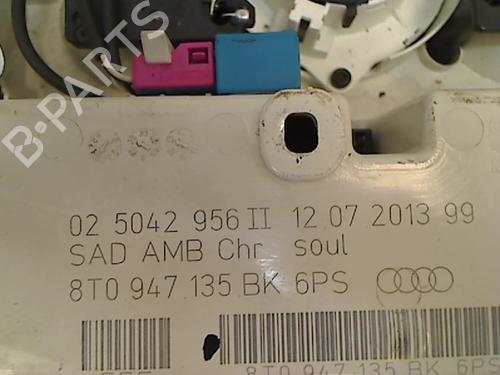 B-PARTS
02 5042 956 II 12 07 2013 99
SAD AMB Chr. soul
8T0 947 135 BK 6PS
8T0 947 135 BK 6PS